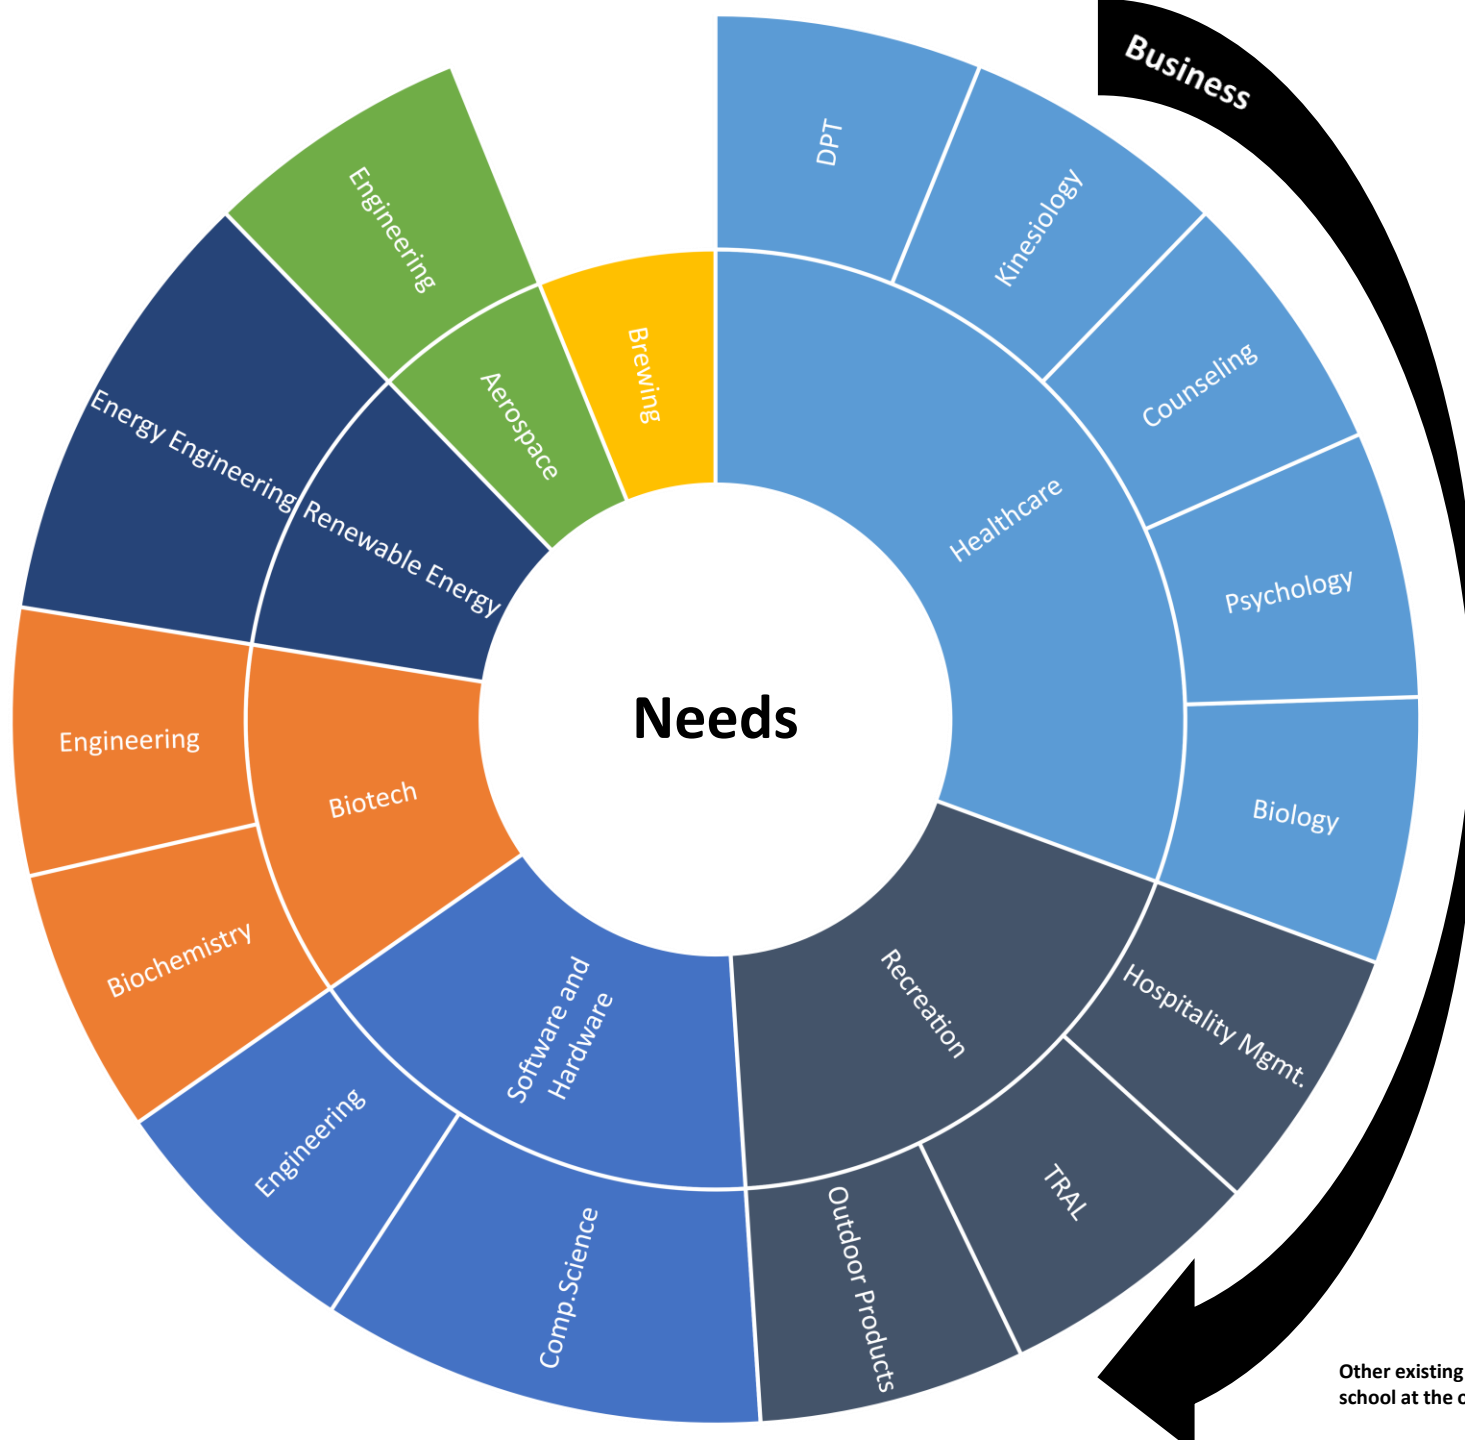 Business
DPT
Kinesiology
Counseling
Psychology
Biology
Hospitality Mgmt.
TRAL
Outdoor Products
Comp.Science
Engineering
Biochemistry
Engineering
Energy Engineering
Engineering
Healthcare
Recreation
Software and
Hardware
Biotech
Renewable Energy
Aerospace
Brewing
Needs
Other existing
school at the